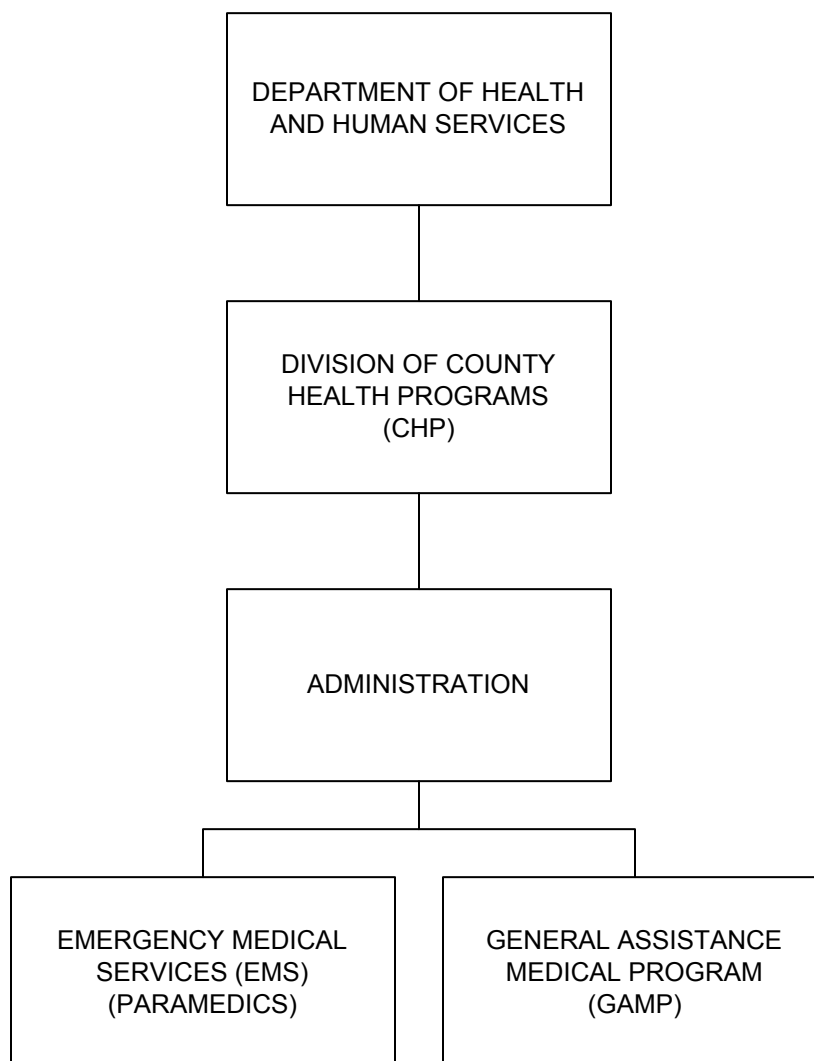 DEPARTMENT OF HEALTH
AND HUMAN SERVICES
DIVISION OF COUNTY
HEALTH PROGRAMS
(CHP)
ADMINISTRATION
EMERGENCY MEDICAL
SERVICES (EMS)
(PARAMEDICS)
GENERAL ASSISTANCE
MEDICAL PROGRAM
(GAMP)